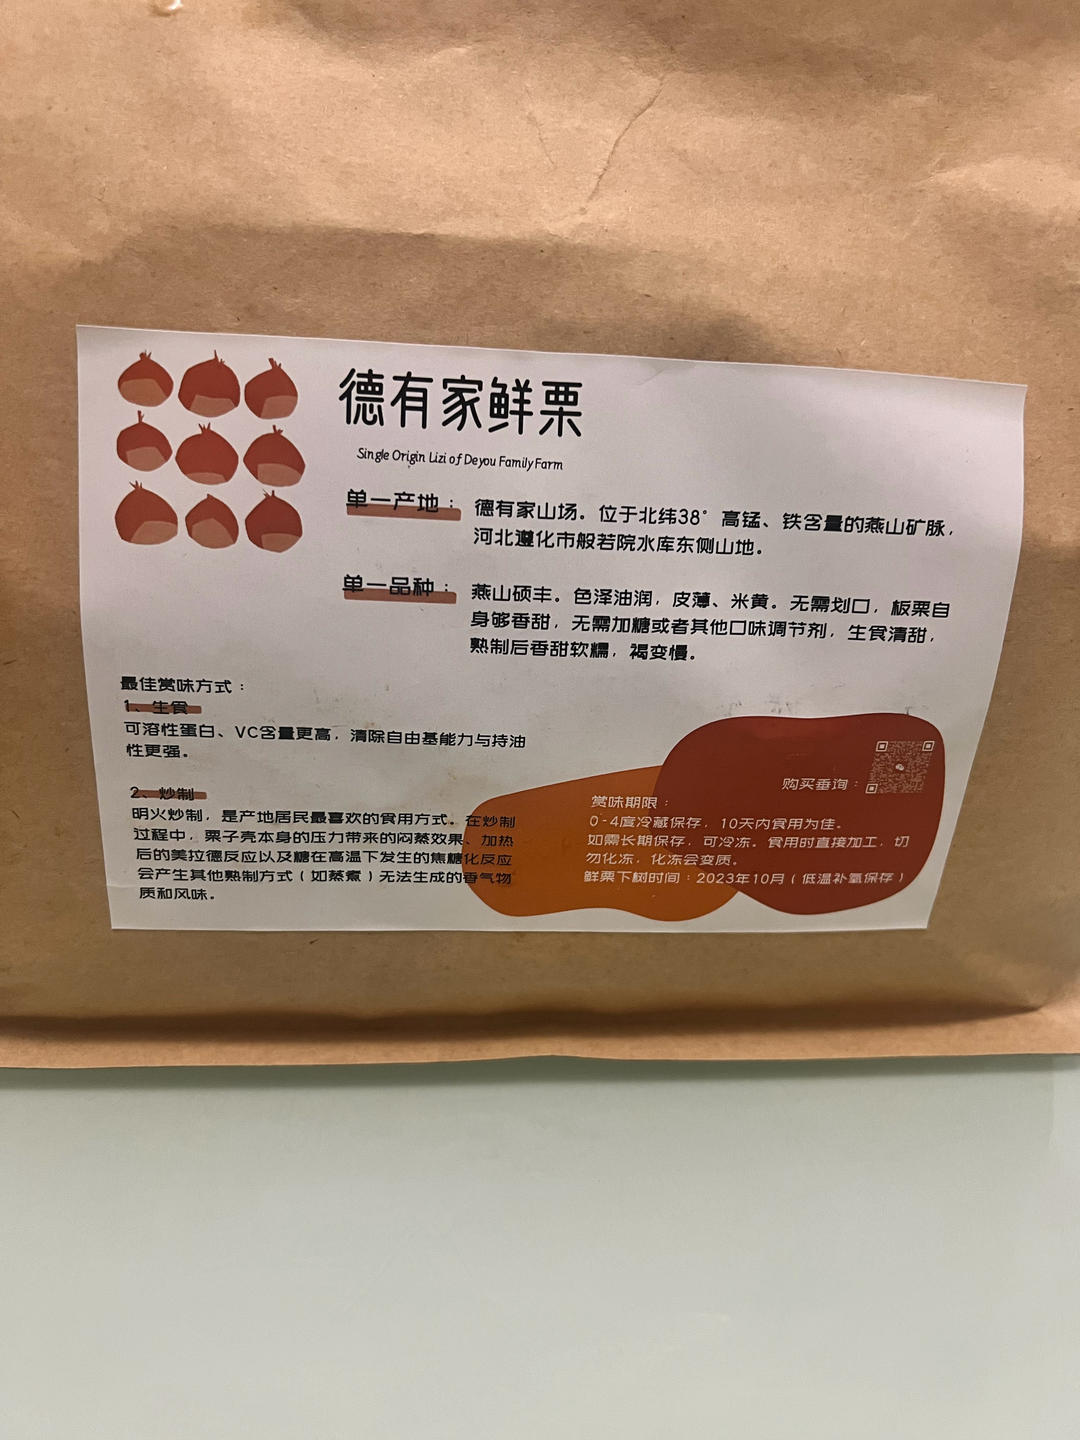 德有家鲜栗
Single Origin Lizi of Deyou Family Farm
单一产地：
德有家山场。位于北纬38°高锰、铁含量的燕山矿脉，
河北遵化市般若院水库东侧山地。
单一品种：
燕山硕丰。色泽油润，皮薄、米黄。无需划口，板栗自
身够香甜，无需加糖或者其他口味调节剂，生食清甜，
熟制后香甜软糯，褐变慢。
最佳赏味方式：
1、生食
可溶性蛋白、VC含量更高，清除自由基能力与持油
性更强。
2、炒制
明火炒制，是产地居民最喜欢的食用方式。在炒制
过程中，栗子壳本身的压力带来的闷蒸效果、加热
后的美拉德反应以及糖在高温下发生的焦糖化反应
会产生其他熟制方式（如蒸煮）无法生成的香气物
质和风味。
购买垂询：
赏味期限：
0-4度冷藏保存，10天内食用为佳。
如需长期保存，可冷冻。食用时直接加工，切
勿化冻，化冻会变质。
鲜栗下树时间：2023年10月（低温补氧保存）